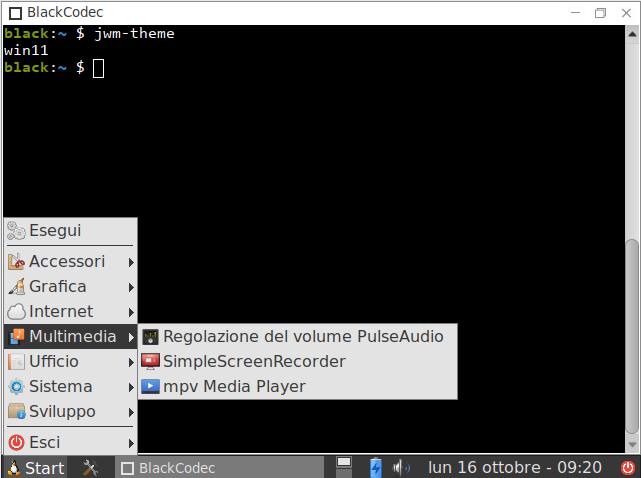 BlackCodec
black:~ $ jwm-theme
win11
black:~ $
Esegui
Accessori
Grafica
Internet
Multimedia
Regolazione del volume PulseAudio
SimpleScreenRecorder
mpv Media Player
Ufficio
Sistema
Sviluppo
Esci
Start
BlackCodec
lun 16 ottobre - 09:20